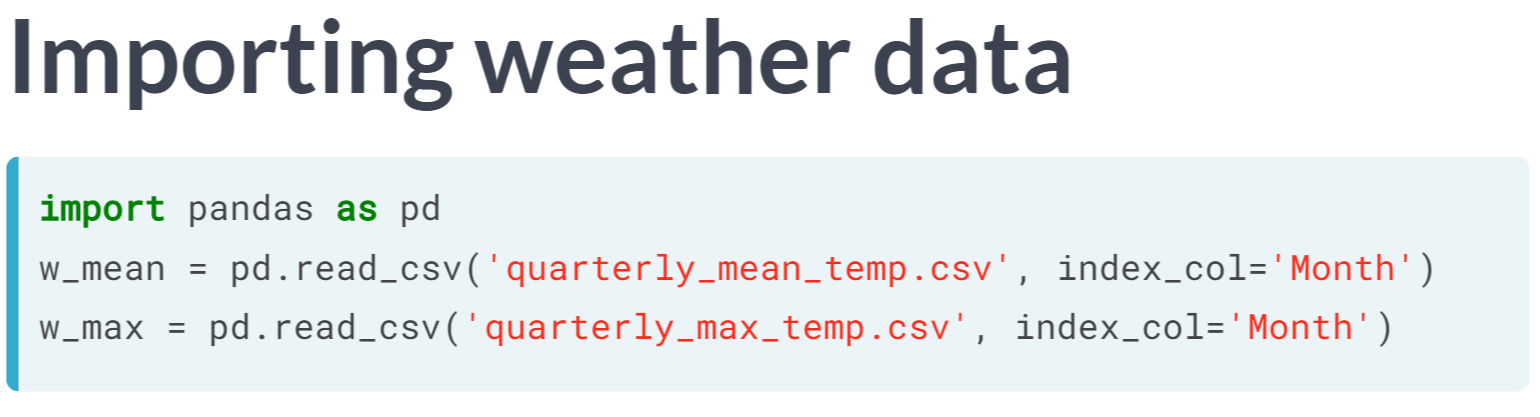 Importing weather data
import pandas as pd
w_mean = pd.read_csv('quarterly_mean_temp.csv', index_col='Month')
w_max = pd.read_csv('quarterly_max_temp.csv', index_col='Month')